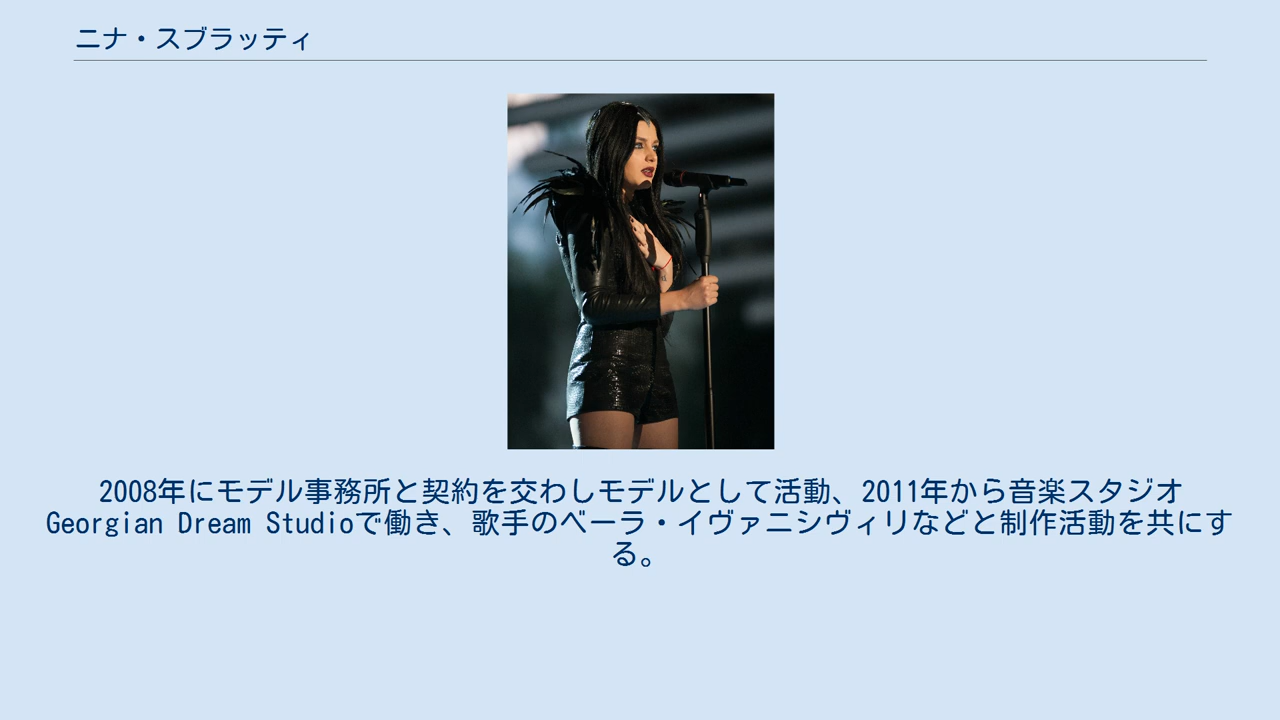 ニナ・スブラッティ
2008年にモデル事務所と契約を交わしモデルとして活動、2011年から音楽スタジオ
Georgian Dream Studioで働き、歌手のベーラ・イヴァニシヴィリなどと制作活動を共にす
る。